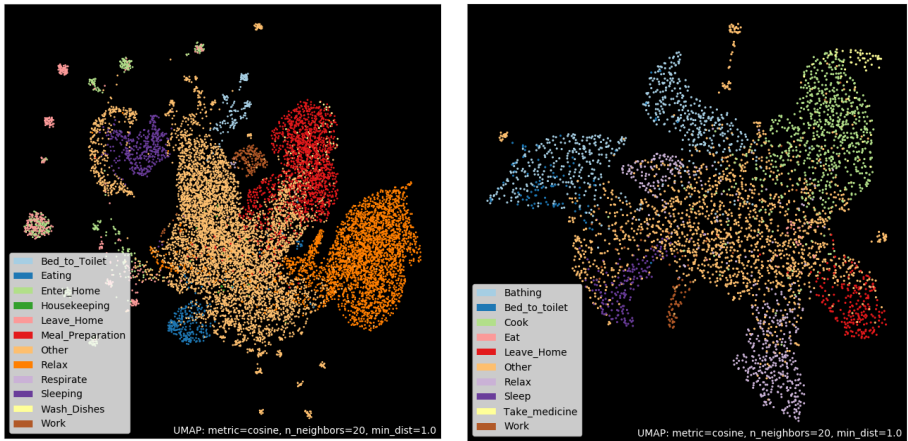 Bed_to_Toilet
Eating
Enter_Home
Housekeeping
Leave_Home
Meal_Preparation
Other
Relax
Respirate
Sleeping
Wash_Dishes
Work
UMAP: metric=cosine, n_neighbors=20, min_dist=1.0
Bathing
Bed_to_toilet
Cook
Eat
Leave_Home
Other
Relax
Sleep
Take_medicine
Work
UMAP: metric=cosine, n_neighbors=20, min_dist=1.0